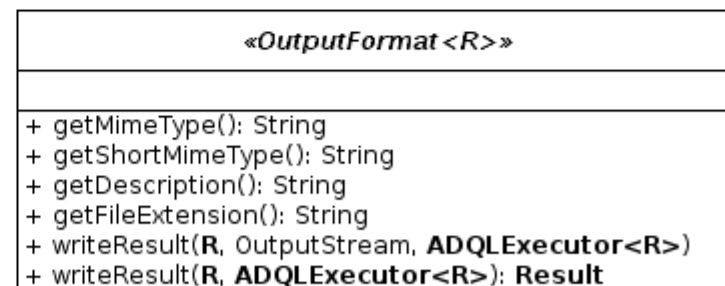 «OutputFormat<R>»
+ getMimeType(): String
+ getShortMimeType(): String
+ getDescription(): String
+ getFileExtension(): String
+ writeResult(R, OutputStream, ADQLExecutor<R>)
+ writeResult(R, ADQLExecutor<R>): Result